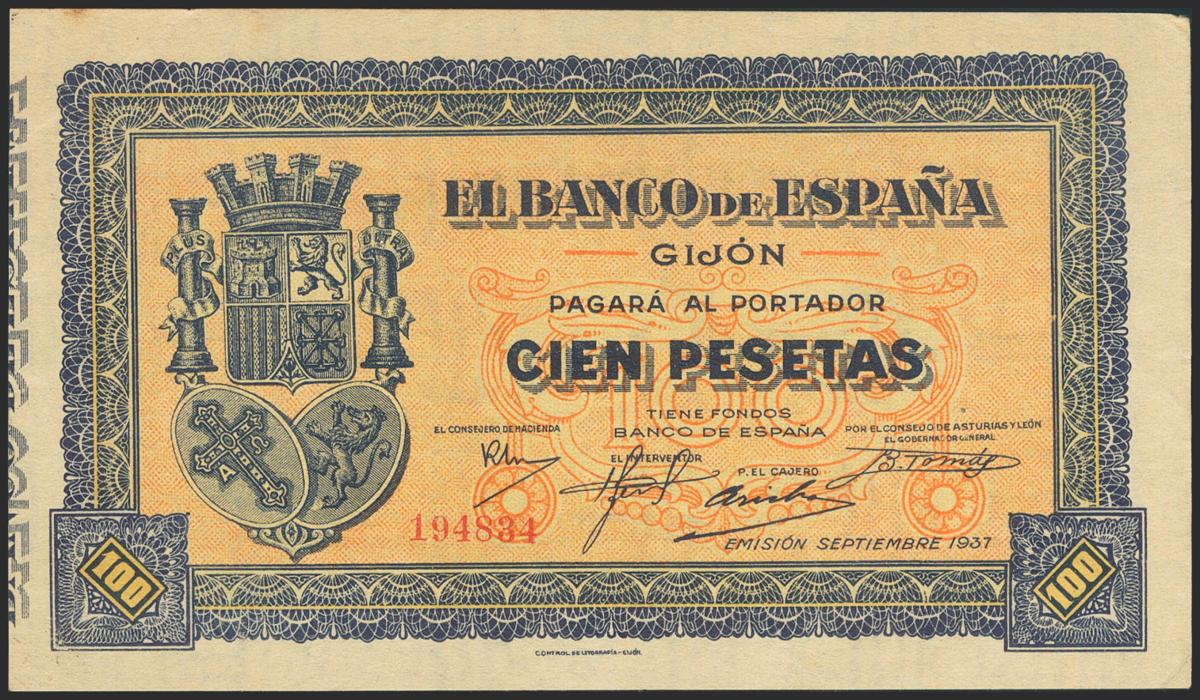 EL BANCO DE ESPAÑA
GIJÓN
PAGARÁ AL PORTADOR
CIEN PESETAS
PLUS ULTRA
TIENE FONDOS
BANCO DE ESPAÑA
EL CONSEJERO DE HACIENDA
EL INTERVENTOR
P. EL CAJERO
POR EL CONSEJO DE ASTURIAS Y LEÓN
EL GOBERNADOR GENERAL
B. Tomás
194834
EMISIÓN SEPTIEMBRE 1937
100
100
100
CONTROL DE LITOGRAFÍA-GIJÓN.